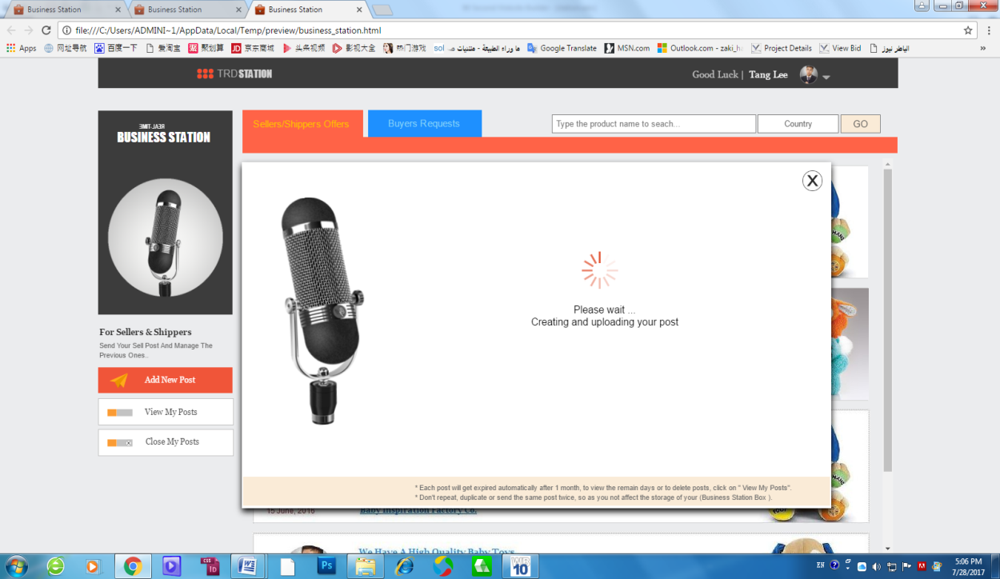 Business Station
Business Station
Business Station
file:///C:/Users/ADMINI~1/AppData/Local/Temp/preview/business_station.html
Apps 网址导航 百度一下 爱淘宝 聚划算 京东商城 头条视频 影视大全 热门游戏 sol ما وراء الطبيعة - ملتقيات صـ Google Translate MSN.com Outlook.com - zaki_ha Project Details View Bid الباطر نيوز »
TRDSTATION
Good Luck | Tang Lee
REAL-TIME
BUSINESS STATION
Sellers/Shippers Offers
Buyers Requests
Type the product name to seach...
Country
GO
X
Please wait ...
Creating and uploading your post
For Sellers & Shippers
Send Your Sell Post And Manage The
Previous Ones..
Add New Post
View My Posts
Close My Posts
* Each post will get expired automatically after 1 month, to view the remain days or to delete posts, click on " View My Posts".
* Don't repeat, duplicate or send the same post twice, so as you not affect the storage of your (Business Station Box ).
15 June, 2016
Baby Inspiration Factory Co.
We Have A High Quality Baby Toys
CS5
Id
Ps
WB
10
EN
5:06 PM
7/28/2017